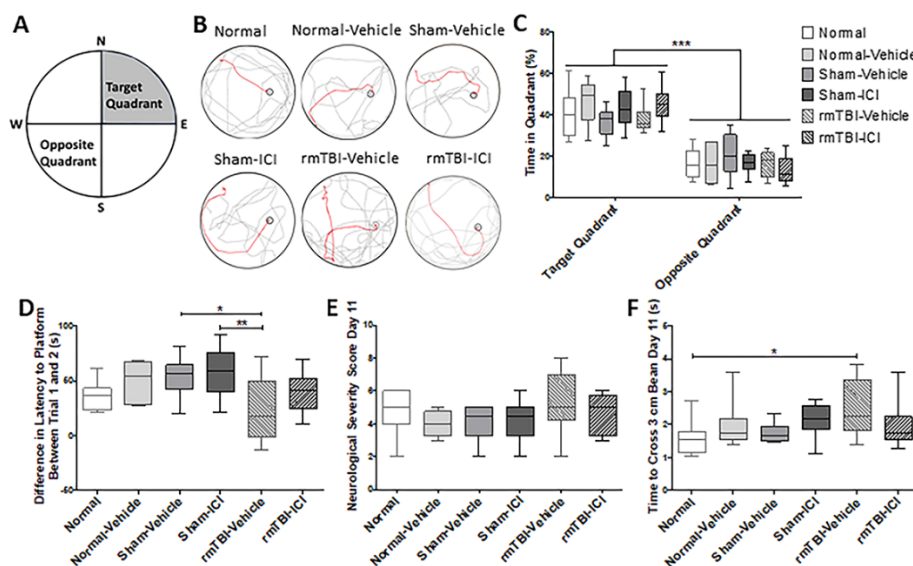 A
N
Target
Quadrant
W
E
Opposite
Quadrant
S
B
Normal
Normal-Vehicle
Sham-Vehicle
Sham-ICI
rmTBI-Vehicle
rmTBI-ICI
C
Time in Quadrant (%)
80
60
40
20
0
***
Target Quadrant
Opposite Quadrant
Normal
Normal-Vehicle
Sham-Vehicle
Sham-ICI
rmTBI-Vehicle
rmTBI-ICI
D
Difference in Latency to Platform
Between Trial 1 and 2 (s)
100
50
0
-50
*
**
Normal
Normal-Vehicle
Sham-Vehicle
Sham-ICI
rmTBI-Vehicle
rmTBI-ICI
E
Neurological Severity Score Day 11
10
8
6
4
2
0
Normal
Normal-Vehicle
Sham-Vehicle
Sham-ICI
rmTBI-Vehicle
rmTBI-ICI
F
Time to Cross 3 cm Bean Day 11 (s)
5
4
3
2
1
0
*
Normal
Normal-Vehicle
Sham-Vehicle
Sham-ICI
rmTBI-Vehicle
rmTBI-ICI